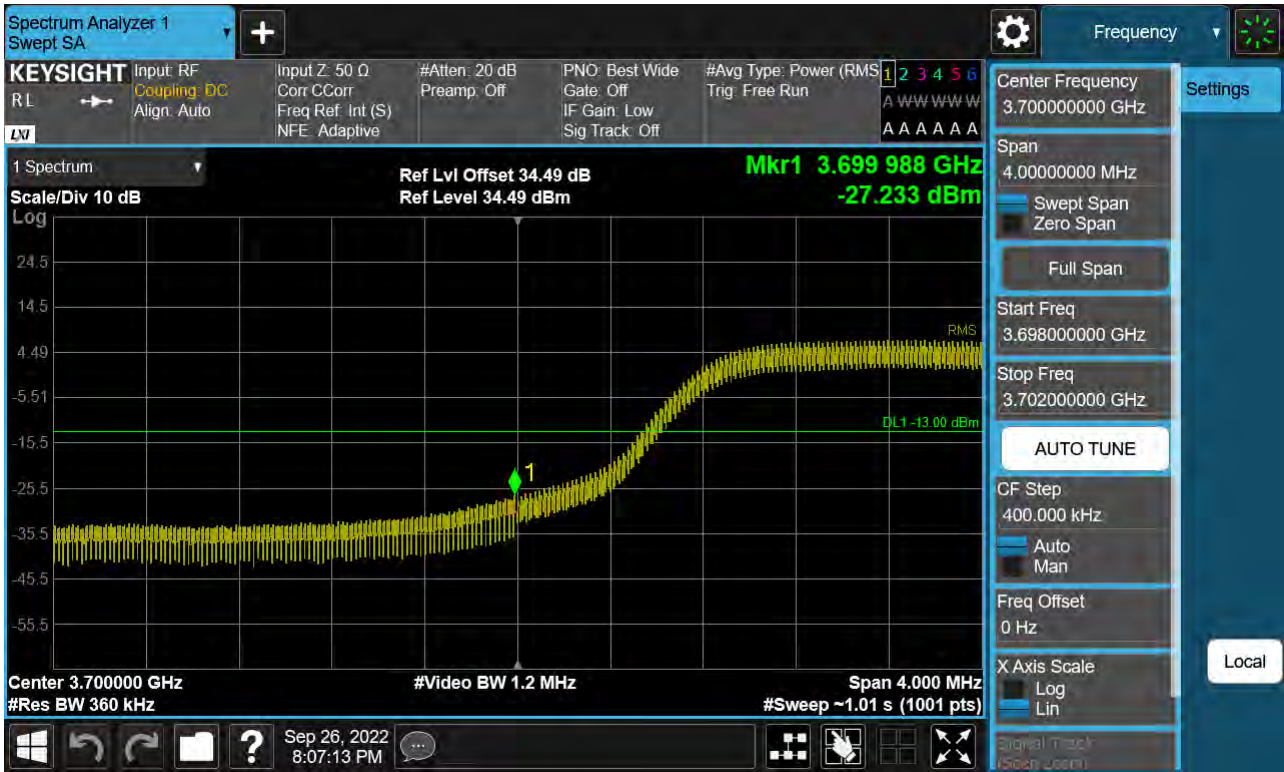 Spectrum Analyzer 1
Swept SA
+
Frequency
KEYSIGHT
RL
LXI
Input: RF
Coupling: DC
Align: Auto
Input Z: 50 Ω
Corr CCorr
Freq Ref: Int (S)
NFE: Adaptive
#Atten: 20 dB
Preamp: Off
PNO: Best Wide
Gate: Off
IF Gain: Low
Sig Track: Off
#Avg Type: Power (RMS
Trig: Free Run
1 2 3 4 5 6
A W W W W W
A A A A A A
1 Spectrum
Scale/Div 10 dB
Log
Ref Lvl Offset 34.49 dB
Ref Level 34.49 dBm
Mkr1 3.699 988 GHz
-27.233 dBm
24.5
14.5
4.49
-5.51
-15.5
-25.5
-35.5
-45.5
-55.5
RMS
DL1 -13.00 dBm
1
Center 3.700000 GHz
#Res BW 360 kHz
#Video BW 1.2 MHz
Span 4.000 MHz
#Sweep ~1.01 s (1001 pts)
Center Frequency
3.700000000 GHz
Span
4.00000000 MHz
Swept Span
Zero Span
Full Span
Start Freq
3.698000000 GHz
Stop Freq
3.702000000 GHz
AUTO TUNE
CF Step
400.000 kHz
Auto
Man
Freq Offset
0 Hz
X Axis Scale
Log
Lin
Signal Track
(Span Zoom)
Settings
Local
?
Sep 26, 2022
8:07:13 PM